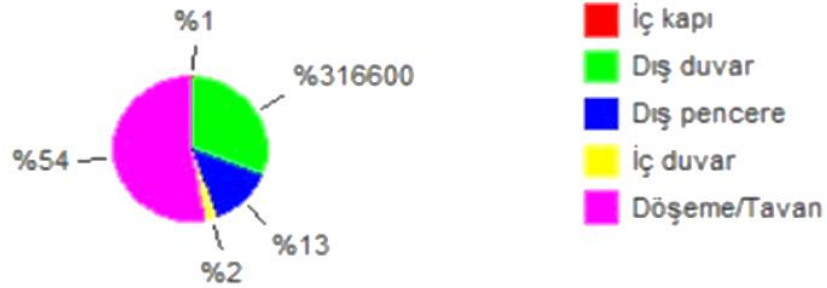 %1
%316600
%54
%13
%2
İç kapı
Dış duvar
Dış pencere
İç duvar
Döşeme/Tavan